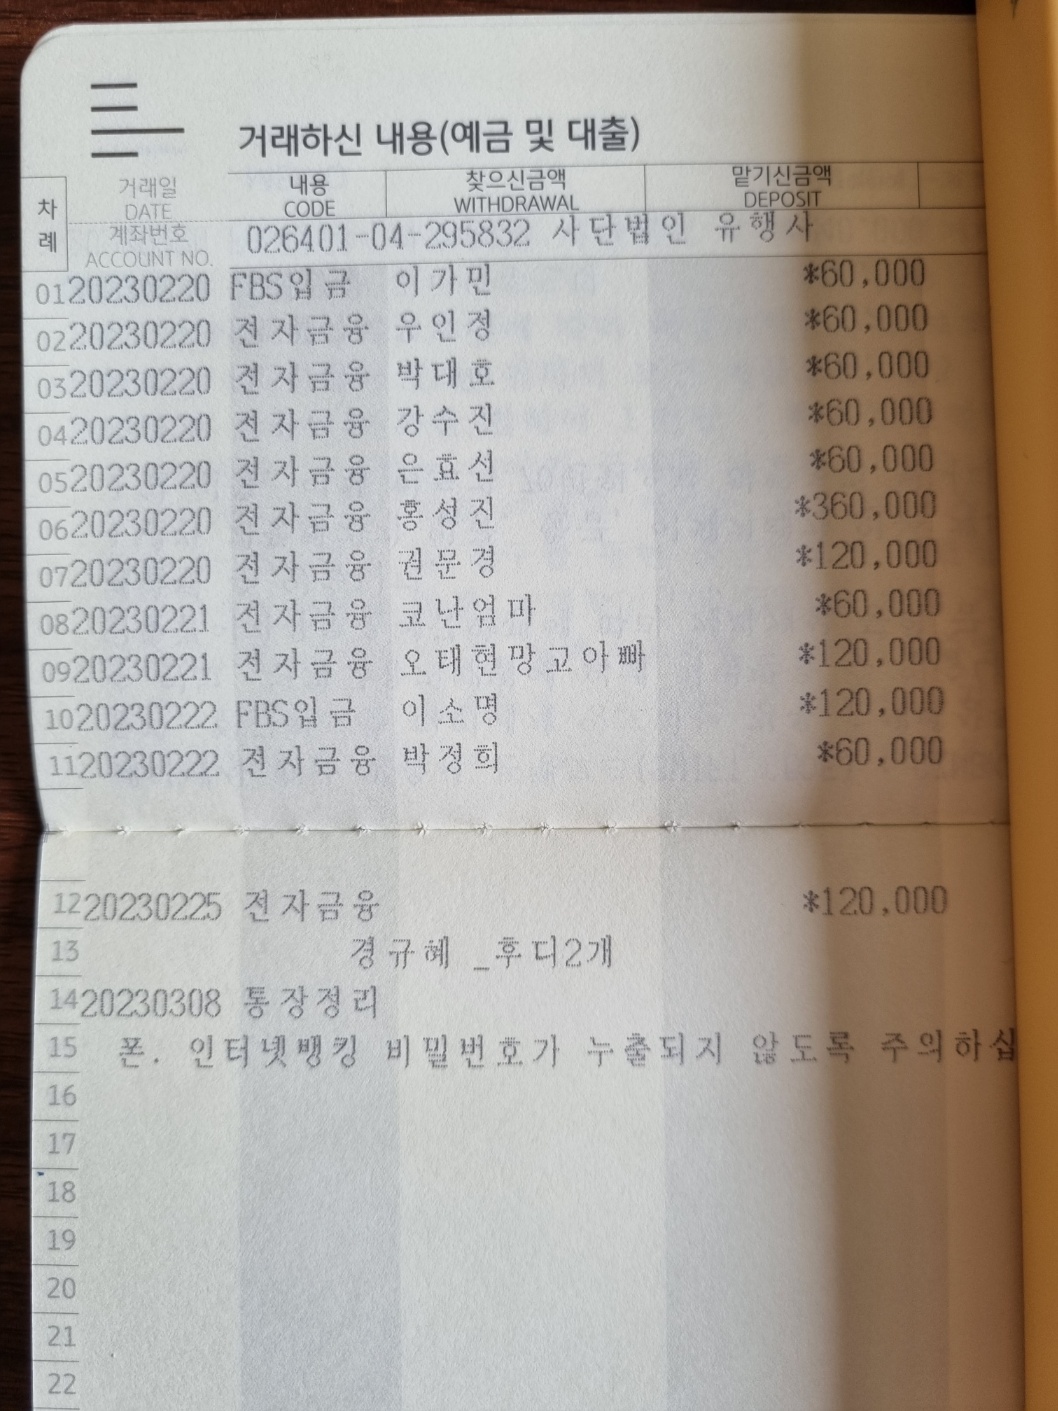 거래하신 내용(예금 및 대출)
차례 거래일 DATE 내용 CODE 찾으신금액 WITHDRAWAL 맡기신금액 DEPOSIT
계좌번호 ACCOUNT NO. 026401-04-295832 사단법인 유행사
01 20230220 FBS입금 이가민 *60,000
02 20230220 전자금융 우인정 *60,000
03 20230220 전자금융 박대호 *60,000
04 20230220 전자금융 강수진 *60,000
05 20230220 전자금융 은효선 *60,000
06 20230220 전자금융 홍성진 *360,000
07 20230220 전자금융 권문경 *120,000
08 20230221 전자금융 코난엄마 *60,000
09 20230221 전자금융 오태현망고아빠 *120,000
10 20230222 FBS입금 이소명 *120,000
11 20230222 전자금융 박정희 *60,000
12 20230225 전자금융 *120,000
13 경규혜 _후디2개
14 20230308 통장정리
15 폰. 인터넷뱅킹 비밀번호가 누출되지 않도록 주의하십
16
17
18
19
20
21
22